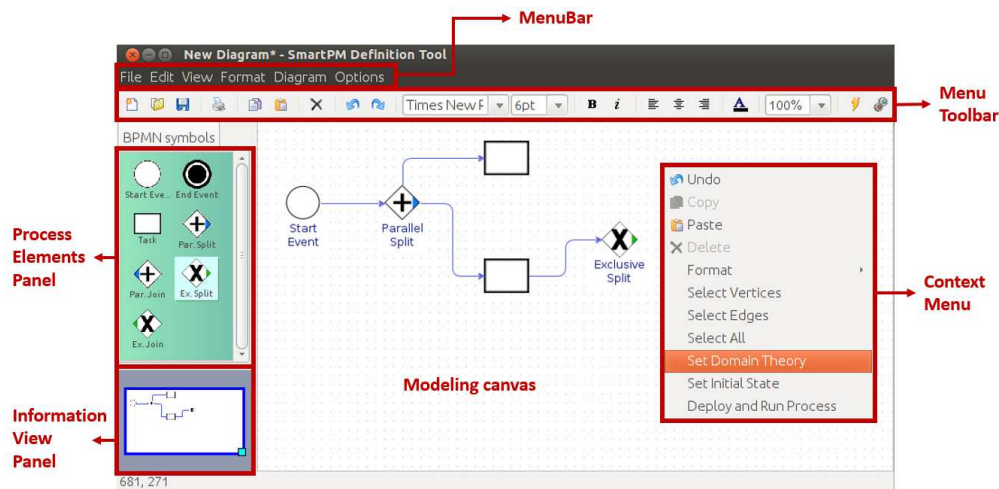 MenuBar
New Diagram* - SmartPM Definition Tool
File Edit View Format Diagram Options
Times New F
6pt
B i
A
100%
Menu
Toolbar
BPMN symbols
Start Eve... End Event
Task
Par.Split
Par.Join
Ex.Split
Ex.Join
Process
Elements
Panel
Start
Event
Parallel
Split
Exclusive
Split
Modeling canvas
Undo
Copy
Paste
Delete
Format
Select Vertices
Select Edges
Select All
Set Domain Theory
Set Initial State
Deploy and Run Process
Context
Menu
Information
View
Panel
681, 271